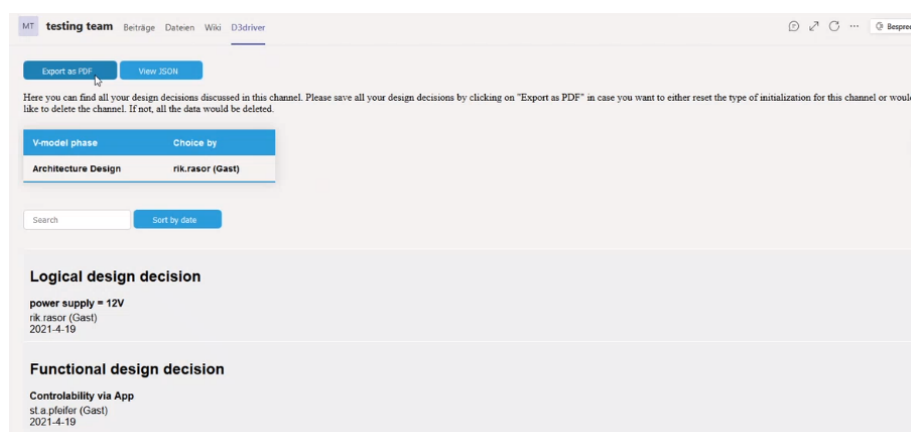 MT testing team Beiträge Dateien Wiki D3driver
Export as PDF View JSON
Here you can find all your design decisions discussed in this channel. Please save all your design decisions by clicking on "Export as PDF" in case you want to either reset the type of initialization for this channel or would
like to delete the channel. If not, all the data would be deleted.
V-model phase Choice by
Architecture Design rik.rasor (Gast)
Search Sort by date
Logical design decision
power supply = 12V
rik.rasor (Gast)
2021-4-19
Functional design decision
Controlability via App
st.a.pfeifer (Gast)
2021-4-19